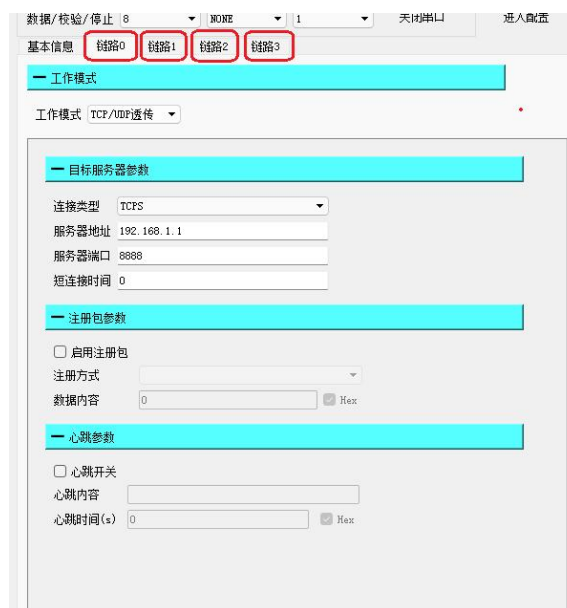 数据/校验/停止 8 NONE 1 关闭串口 进入配置
基本信息 链路0 链路1 链路2 链路3
工作模式
工作模式 TCP/UDP透传
目标服务器参数
连接类型 TCPS
服务器地址 192.168.1.1
服务器端口 8888
短连接时间 0
注册包参数
启用注册包
注册方式
数据内容 0 Hex
心跳参数
心跳开关
心跳内容
心跳时间(s) 0 Hex